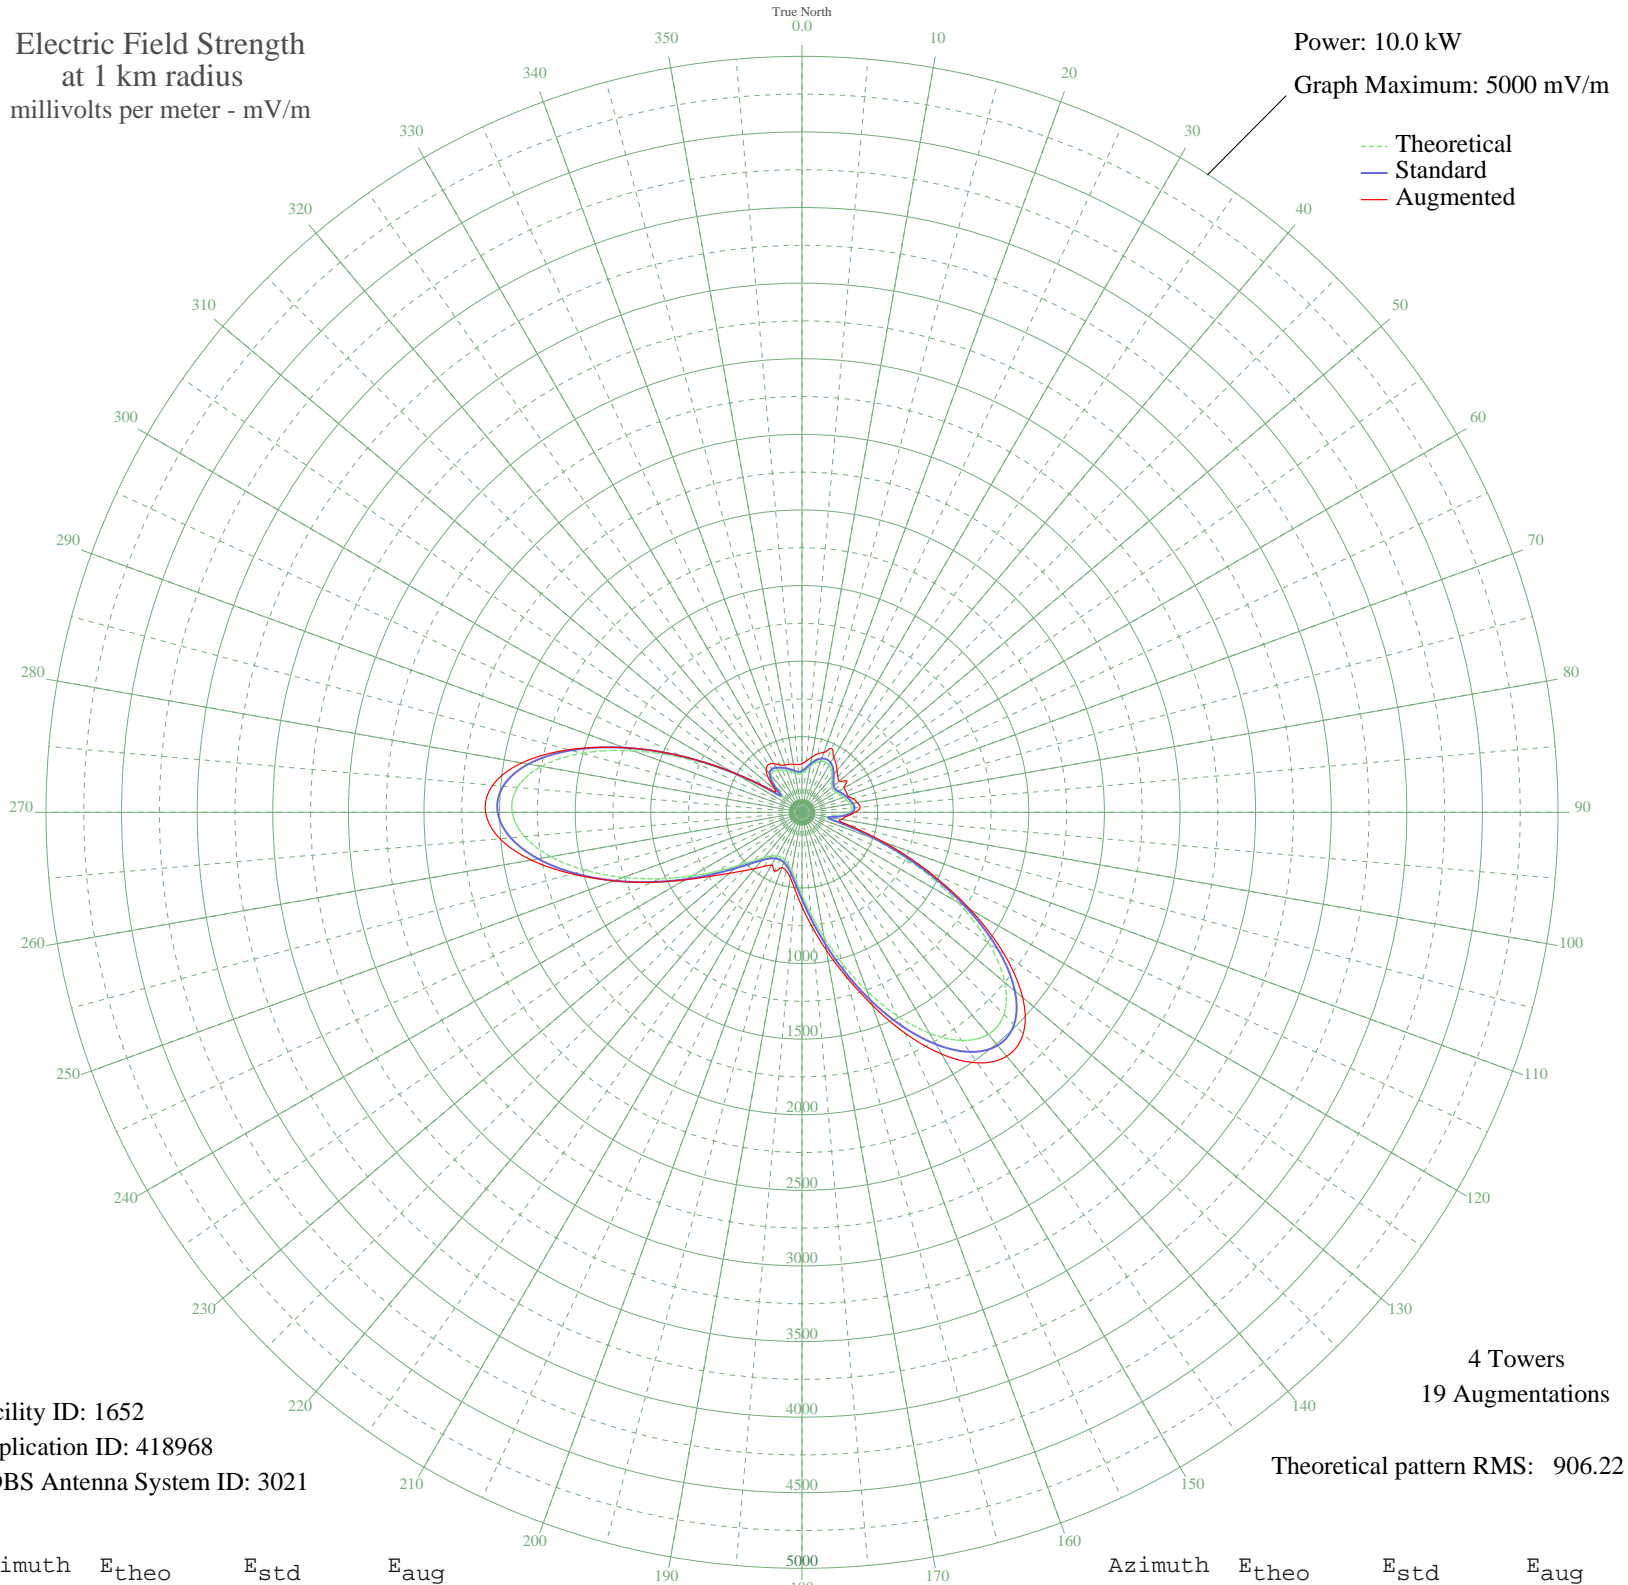 True North
0.0
Electric Field Strength
at 1 km radius
millivolts per meter - mV/m
Power: 10.0 kW
Graph Maximum: 5000 mV/m
Theoretical
Standard
Augmented
10
20
30
40
50
60
70
80
90
100
110
120
130
140
150
160
170
190
200
210
220
230
240
250
260
270
280
290
300
310
320
330
340
350
1000
1500
2000
2500
3000
3500
4000
4500
5000
4 Towers
19 Augmentations
Theoretical pattern RMS: 906.22
cility ID: 1652
plication ID: 418968
DBS Antenna System ID: 3021
imuth Etheo Estd Eaug
Azimuth Etheo Estd Eaug